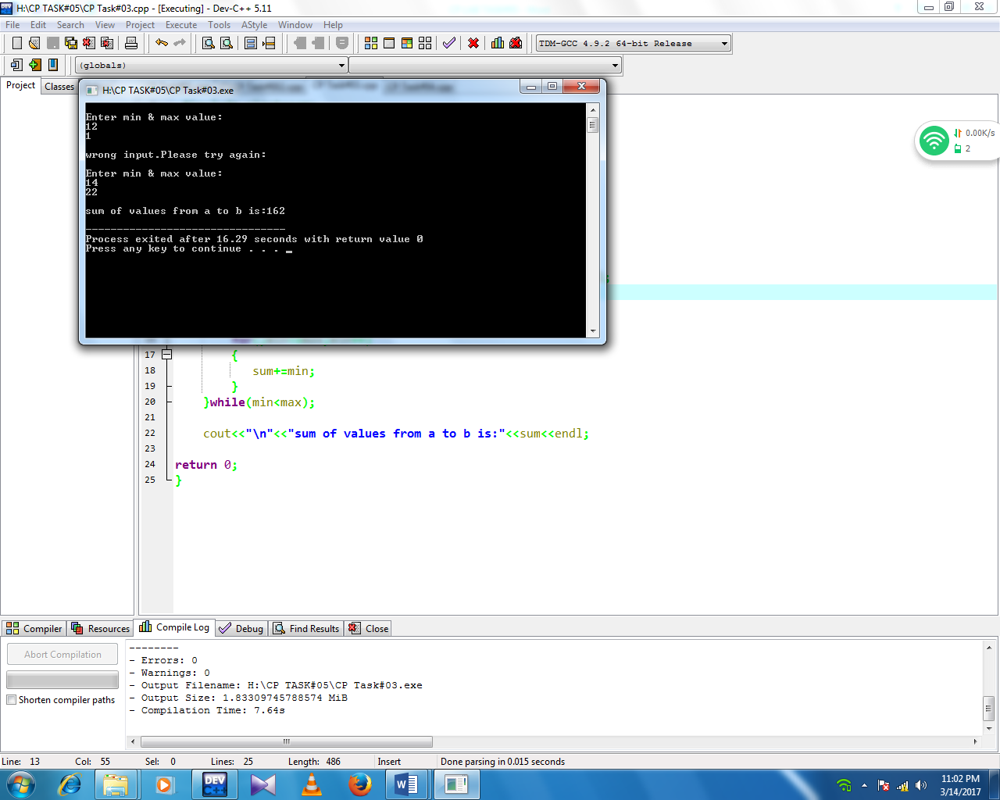 H:\CP TASK#05\CP Task#03.cpp - [Executing] - Dev-C++ 5.11
File Edit Search View Project Execute Tools AStyle Window Help
TDM-GCC 4.9.2 64-bit Release
(globals)
Project Classes
H:\CP TASK#05\CP Task#03.exe
Enter min & max value:
12
1
wrong input.Please try again:
Enter min & max value:
14
22
sum of values from a to b is:162
--------------------------------
Process exited after 16.29 seconds with return value 0
Press any key to continue . . . _
0.00K/s
2
17 {
18 sum+=min;
19 }
20 }while(min<max);
21
22 cout<<"\n"<<"sum of values from a to b is:"<<sum<<endl;
23
24 return 0;
25 }
Compiler Resources Compile Log Debug Find Results Close
Abort Compilation
Shorten compiler paths
--------
- Errors: 0
- Warnings: 0
- Output Filename: H:\CP TASK#05\CP Task#03.exe
- Output Size: 1.83309745788574 MiB
- Compilation Time: 7.64s
Line: 13 Col: 55 Sel: 0 Lines: 25 Length: 486 Insert Done parsing in 0.015 seconds
DEV C++
11:02 PM
3/14/2017